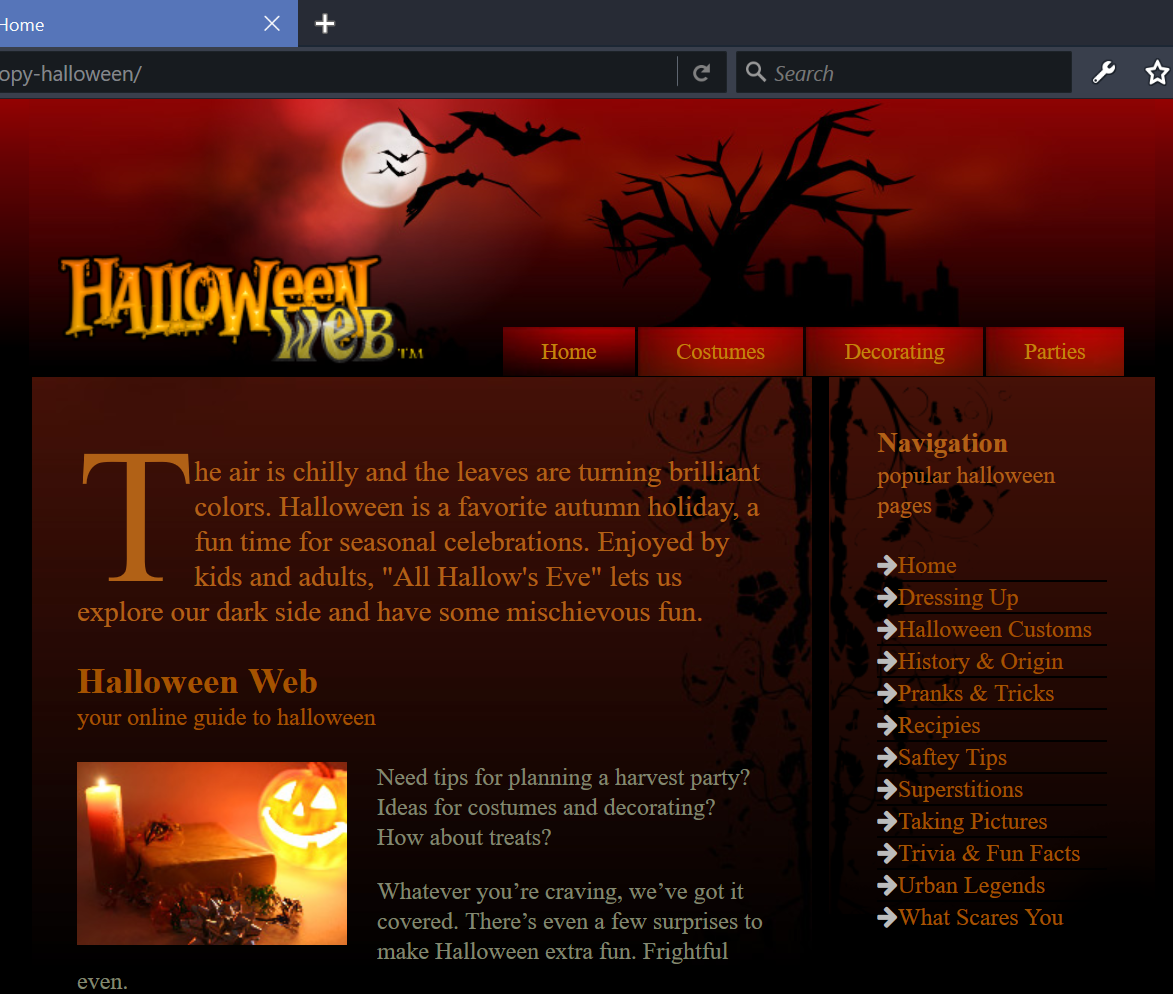 Home
opy-halloween/
Search
HALLOWeeN
WeB™
Home Costumes Decorating Parties
The air is chilly and the leaves are turning brilliant
colors. Halloween is a favorite autumn holiday, a
fun time for seasonal celebrations. Enjoyed by
kids and adults, "All Hallow's Eve" lets us
explore our dark side and have some mischievous fun.
Halloween Web
your online guide to halloween
Need tips for planning a harvest party?
Ideas for costumes and decorating?
How about treats?
Whatever you’re craving, we’ve got it
covered. There’s even a few surprises to
make Halloween extra fun. Frightful
even.
Navigation
popular halloween
pages
Home
Dressing Up
Halloween Customs
History & Origin
Pranks & Tricks
Recipies
Saftey Tips
Superstitions
Taking Pictures
Trivia & Fun Facts
Urban Legends
What Scares You